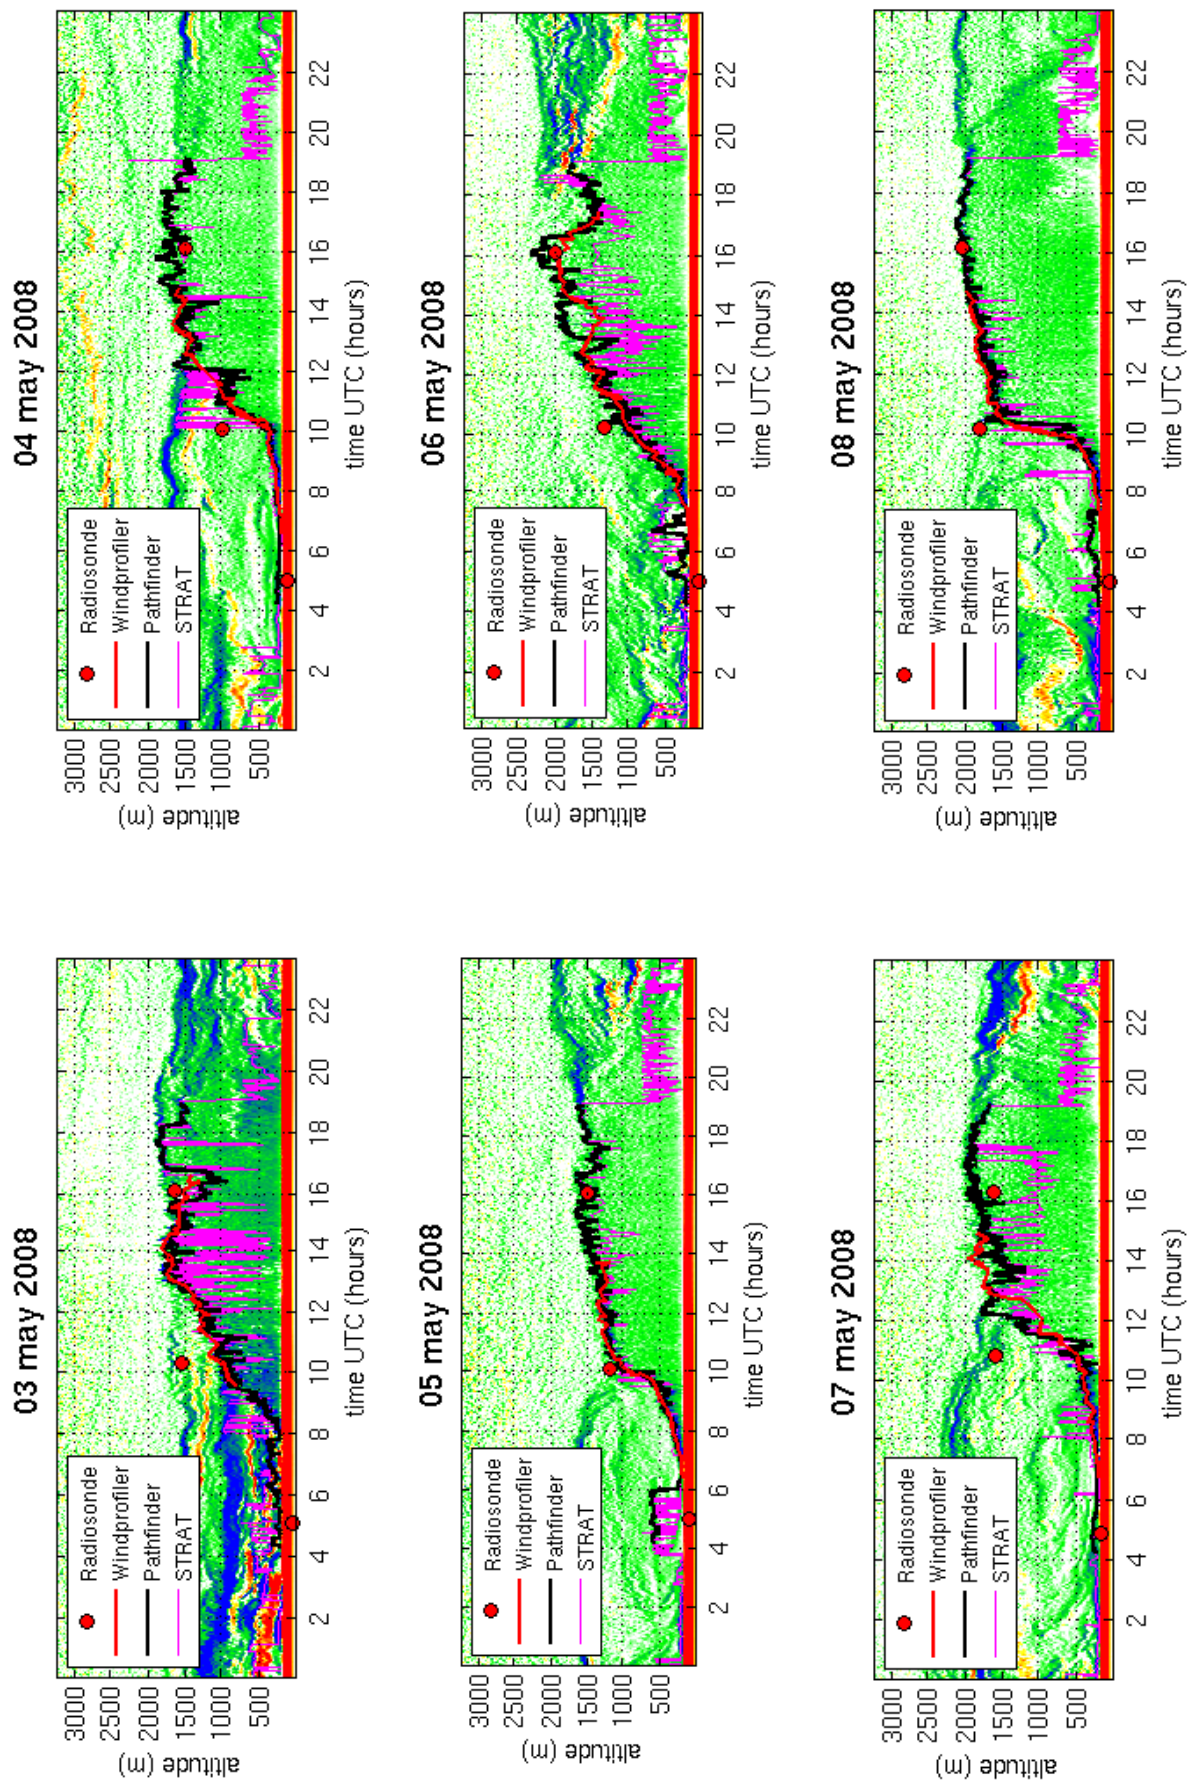 03 may 2008
altitude (m)
3000
2500
2000
1500
1000
500
Radiosonde
Windprofiler
Pathfinder
STRAT
2 4 6 8 10 12 14 16 18 20 22
time UTC (hours)
04 may 2008
altitude (m)
3000
2500
2000
1500
1000
500
Radiosonde
Windprofiler
Pathfinder
STRAT
2 4 6 8 10 12 14 16 18 20 22
time UTC (hours)
05 may 2008
altitude (m)
3000
2500
2000
1500
1000
500
Radiosonde
Windprofiler
Pathfinder
STRAT
2 4 6 8 10 12 14 16 18 20 22
time UTC (hours)
06 may 2008
altitude (m)
3000
2500
2000
1500
1000
500
Radiosonde
Windprofiler
Pathfinder
STRAT
2 4 6 8 10 12 14 16 18 20 22
time UTC (hours)
07 may 2008
altitude (m)
3000
2500
2000
1500
1000
500
Radiosonde
Windprofiler
Pathfinder
STRAT
2 4 6 8 10 12 14 16 18 20 22
time UTC (hours)
08 may 2008
altitude (m)
3000
2500
2000
1500
1000
500
Radiosonde
Windprofiler
Pathfinder
STRAT
2 4 6 8 10 12 14 16 18 20 22
time UTC (hours)